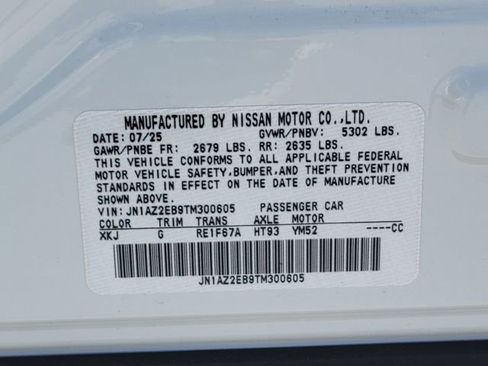 MANUFACTURED BY NISSAN MOTOR CO.,LTD.
DATE: 07/25 GVWR/PNBV: 5302 LBS.
GAWR/PNBE FR: 2679 LBS. RR: 2635 LBS.
THIS VEHICLE CONFORMS TO ALL APPLICABLE FEDERAL
MOTOR VEHICLE SAFETY,BUMPER,AND THEFT PREVENTION
STANDARDS IN EFFECT ON THE DATE OF MANUFACTURE
SHOWN ABOVE.
VIN: JN1AZ2EB9TM300605 PASSENGER CAR
COLOR TRIM TRANS AXLE MOTOR
XKJ G RE1F67A HT93 YM52 ----CC
JN1AZ2EB9TM300605